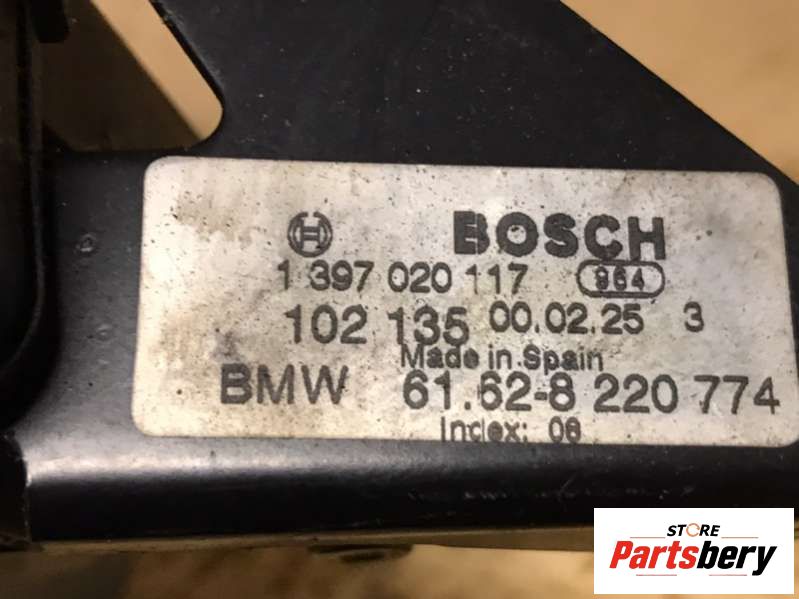 BOSCH
1 397 020 117 964
102 135 00.02.25 3
Made in Spain
BMW 61.62-8 220 774
Index: 06
STORE
Partsbery